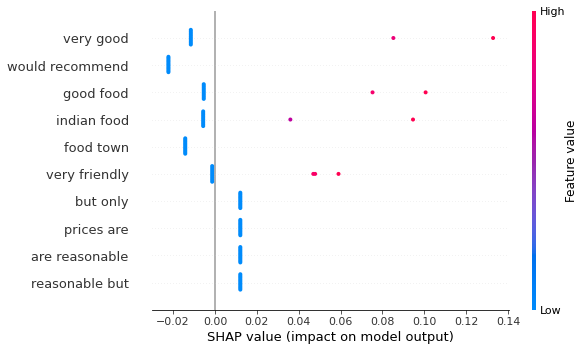 High
very good
would recommend
good food
indian food
food town
very friendly
but only
prices are
are reasonable
reasonable but
Feature value
Low
−0.02 0.00 0.02 0.04 0.06 0.08 0.10 0.12 0.14
SHAP value (impact on model output)